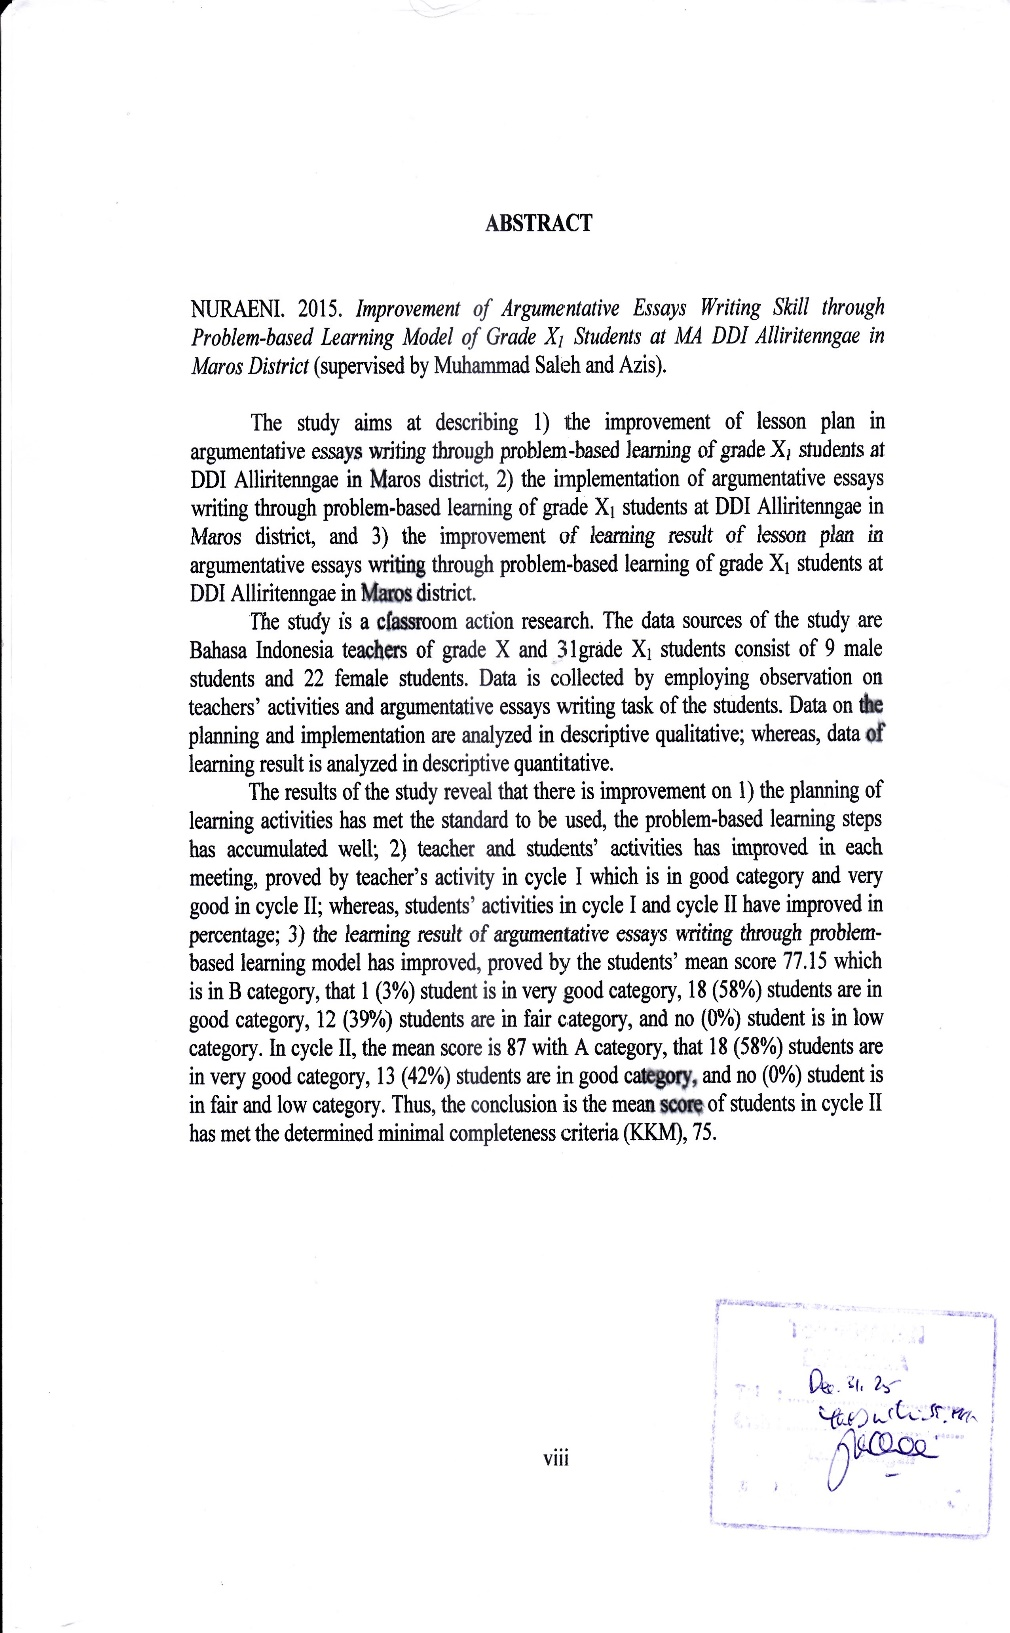 ABSTRACT
NURAENI. 2015. Improvement of Argumentative Essays Writing Skill through
Problem-based Learning Model of Grade X₁ Students at MA DDI Alliritenngae in
Maros District (supervised by Muhammad Saleh and Azis).
The study aims at describing 1) the improvement of lesson plan in
argumentative essays writing through problem-based learning of grade X₁ students at
DDI Alliritenngae in Maros district, 2) the implementation of argumentative essays
writing through problem-based learning of grade X₁ students at DDI Alliritenngae in
Maros district, and 3) the improvement of learning result of lesson plan in
argumentative essays writing through problem-based learning of grade X₁ students at
DDI Alliritenngae in Maros district.
The study is a classroom action research. The data sources of the study are
Bahasa Indonesia teachers of grade X and 31grade X₁ students consist of 9 male
students and 22 female students. Data is collected by employing observation on
teachers' activities and argumentative essays writing task of the students. Data on the
planning and implementation are analyzed in descriptive qualitative; whereas, data of
learning result is analyzed in descriptive quantitative.
The results of the study reveal that there is improvement on 1) the planning of
learning activities has met the standard to be used, the problem-based learning steps
has accumulated well; 2) teacher and students' activities has improved in each
meeting, proved by teacher's activity in cycle I which is in good category and very
good in cycle II; whereas, students' activities in cycle I and cycle II have improved in
percentage; 3) the learning result of argumentative essays writing through problem-
based learning model has improved, proved by the students' mean score 77.15 which
is in B category, that 1 (3%) student is in very good category, 18 (58%) students are in
good category, 12 (39%) students are in fair category, and no (0%) student is in low
category. In cycle II, the mean score is 87 with A category, that 18 (58%) students are
in very good category, 13 (42%) students are in good category, and no (0%) student is
in fair and low category. Thus, the conclusion is the mean score of students in cycle II
has met the determined minimal completeness criteria (KKM), 75.
Dec. 31. 25
viii